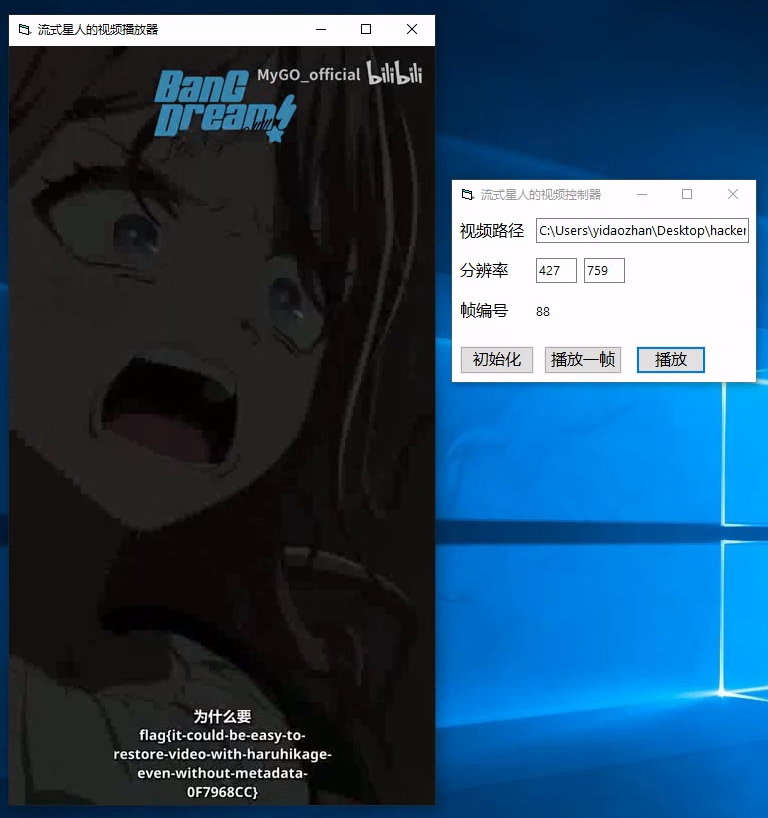 流式星人的视频播放器
MyGO_official bilibili
BanG
Dream!
流式星人的视频控制器
视频路径 C:\Users\yidaozhan\Desktop\hacker
分辨率 427 759
帧编号 88
初始化 播放一帧 播放
为什么要
flag{it-could-be-easy-to-
restore-video-with-haruhikage-
even-without-metadata-
0F7968CC}